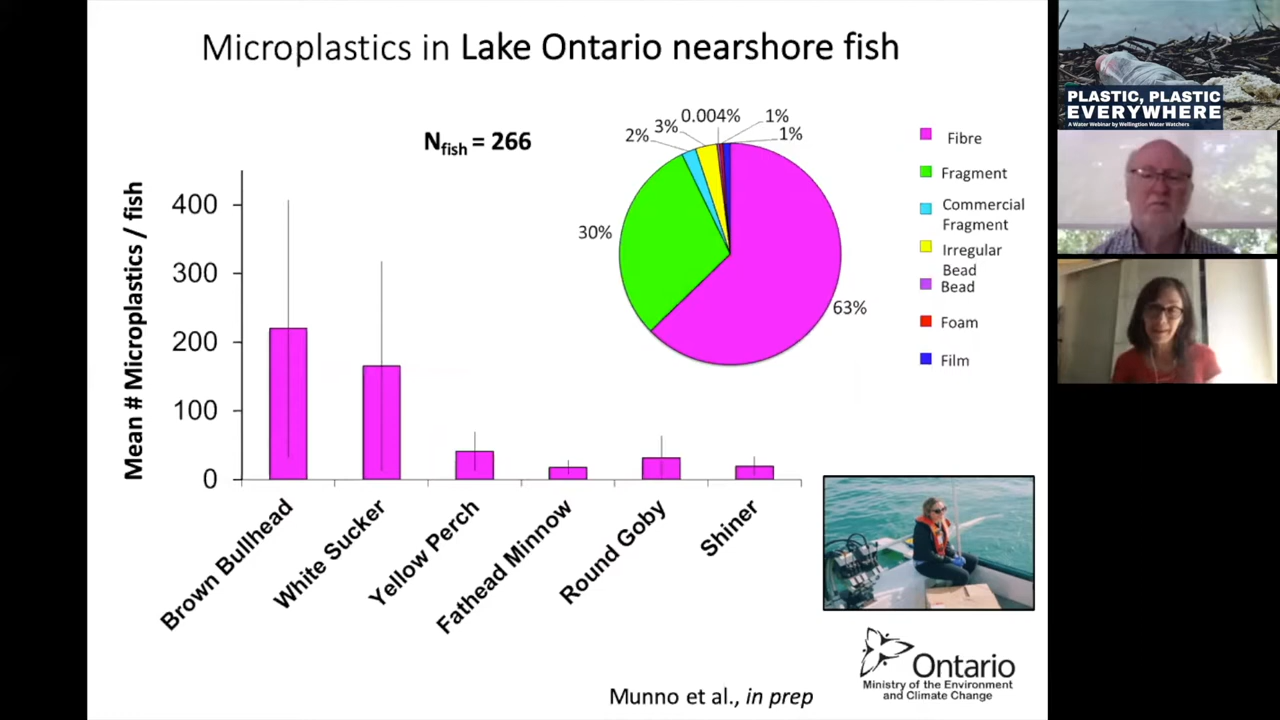 Microplastics in Lake Ontario nearshore fish
N fish = 266
Mean # Microplastics / fish
400
300
200
100
0
Brown Bullhead
White Sucker
Yellow Perch
Fathead Minnow
Round Goby
Shiner
2%
3%
0.004%
1%
1%
30%
63%
Fibre
Fragment
Commercial
Fragment
Irregular
Bead
Bead
Foam
Film
Ontario
Ministry of the Environment
and Climate Change
Munno et al., in prep
PLASTIC, PLASTIC
EVERYWHERE
A Water Webinar by Wellington Water Watchers